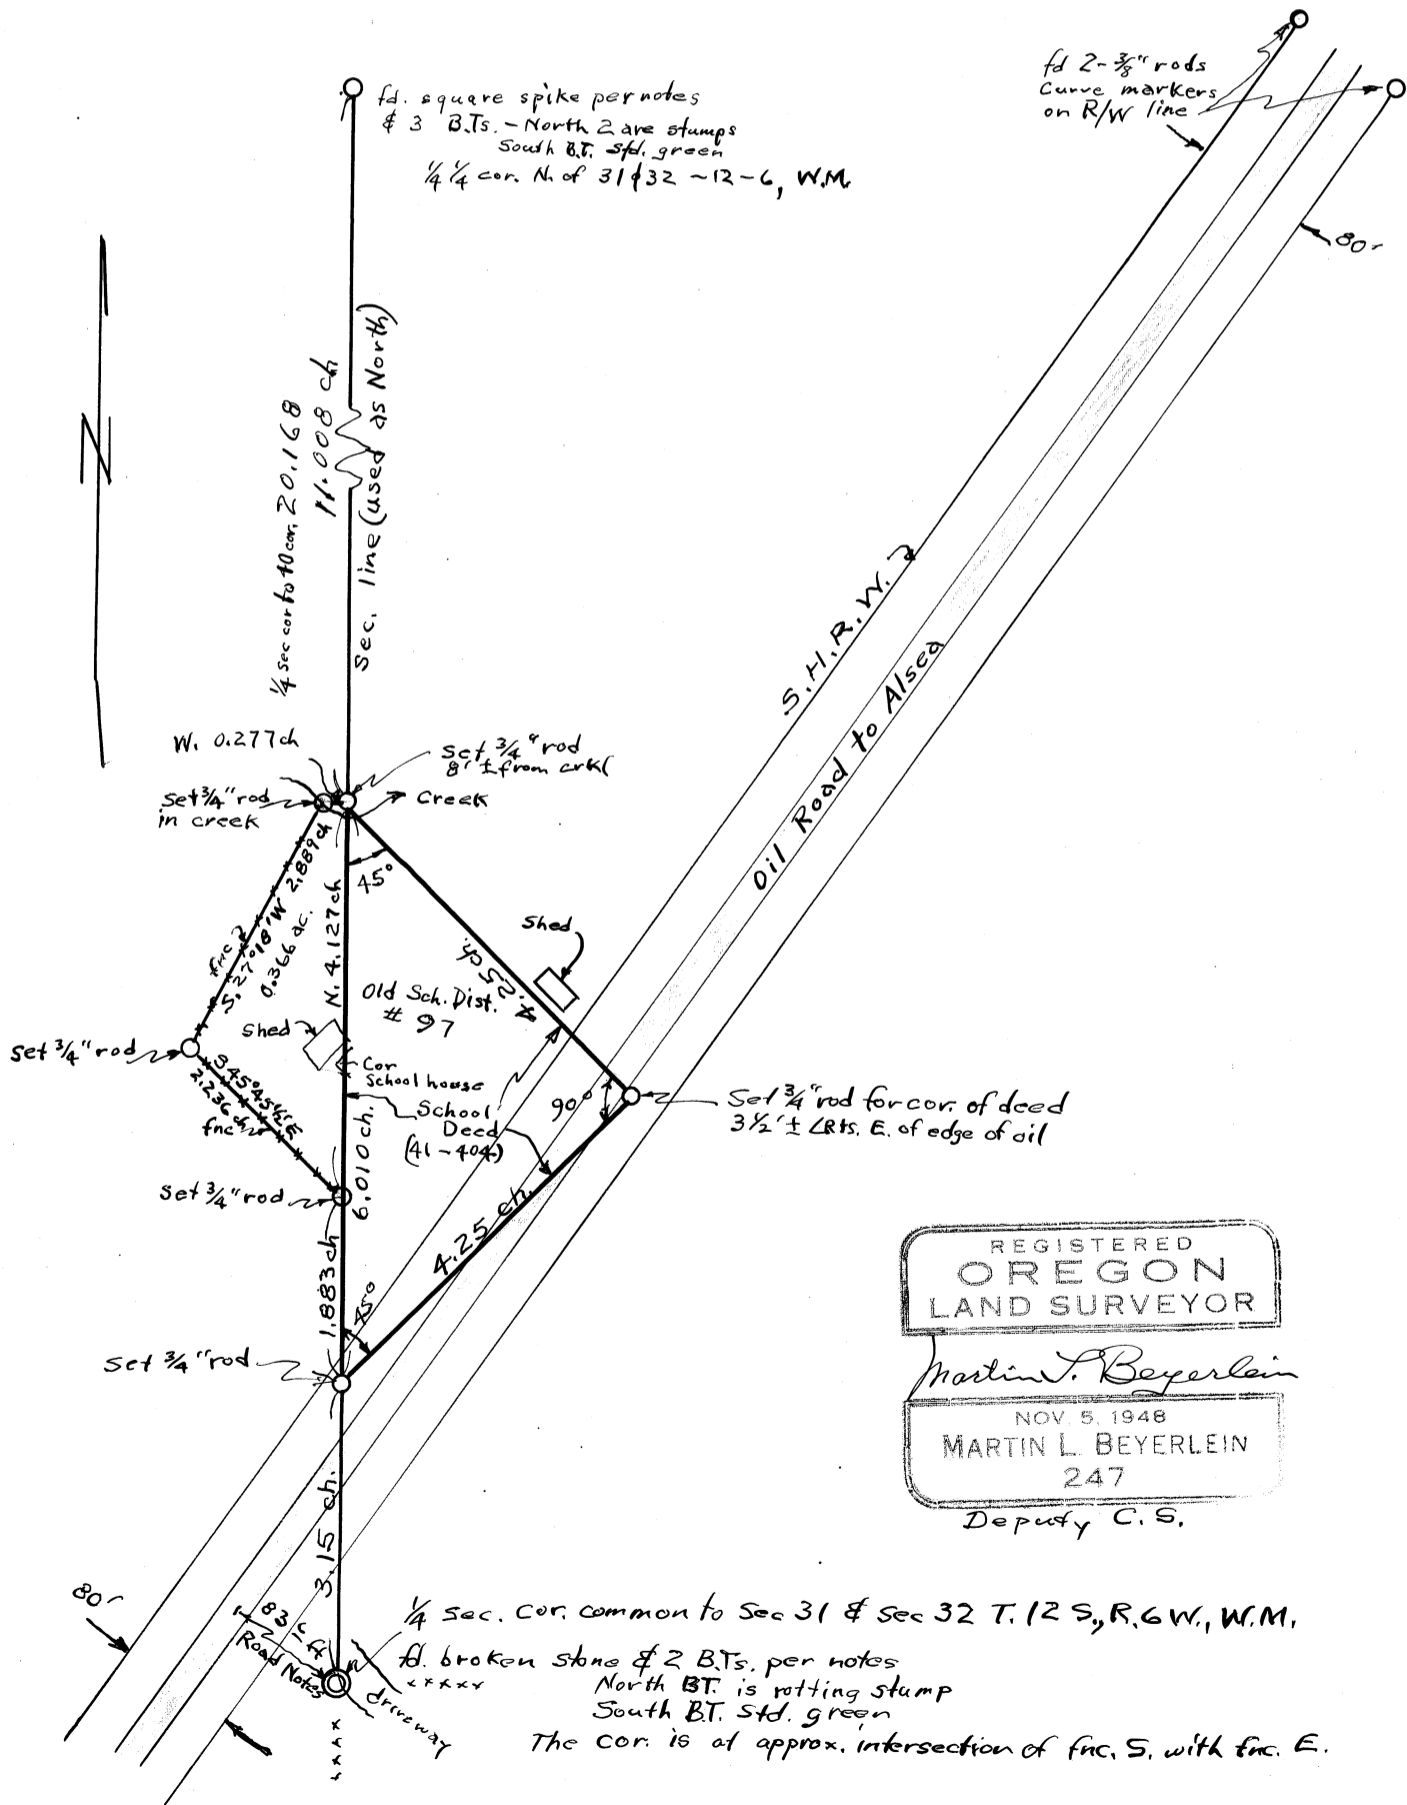 fd 2-3/8" rods
Curve markers
on R/W line
fd. square spike per notes
& 3 B.Ts. - North 2 are stumps
South B.T. std. green
1/4 1/4 cor. N. of 31 & 32 ~12-6, W.M.
80'
N
1/4 sec cor to 40 cor. 20.168
11.008 ch
Sec. line (used as North)
S.H.R.W.
Oil Road to Alsea
W. 0.277ch
Set 3/4" rod
8' ± from crk
Set 3/4" rod
in creek
Creek
45°
S. 27°18'W 2.889 ch
fnc
0.366 ac.
N. 4.127 ch
Shed
4.25 ch.
Old Sch. Dist.
# 97
Shed
Cor
School house
Set 3/4" rod
S45°45½'E
2.236 ch
fnc
School
Deed
(41-404)
90°
Set 3/4" rod for cor. of deed
3½' ± @ Rts. E. of edge of oil
6.010 ch.
Set 3/4" rod
4.25 ch.
1.883 ch
45°
Set 3/4" rod
REGISTERED
OREGON
LAND SURVEYOR
Martin L. Beyerlein
NOV. 5, 1948
MARTIN L. BEYERLEIN
247
Deputy C.S.
3.15 ch.
80'
83 ft
Road Notes
driveway
1/4 sec. cor. common to Sec 31 & Sec 32 T. 12 S., R. 6 W., W.M.
fd. broken stone & 2 B.Ts. per notes
North BT. is rotting stump
South B.T. Std. green
The cor. is at approx. intersection of fnc. S. with fnc. E.